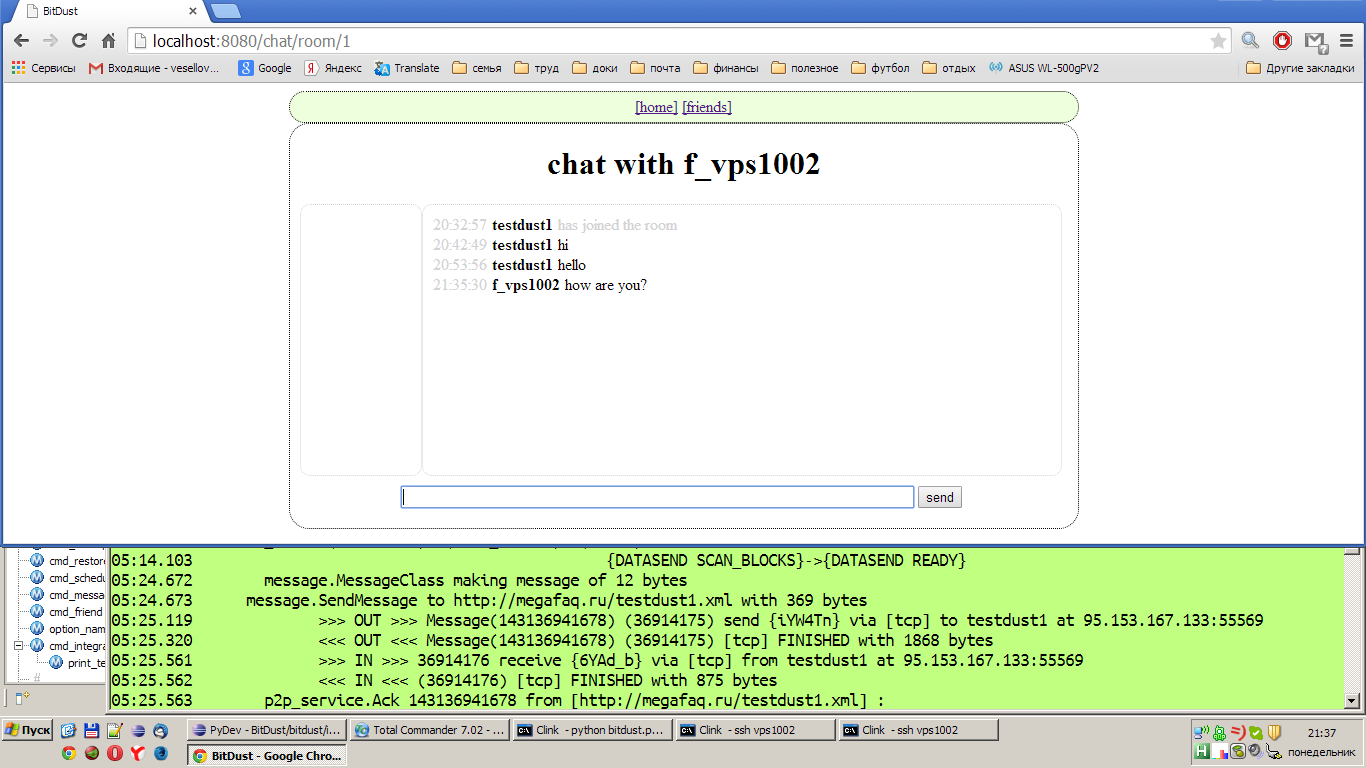 BitDust
localhost:8080/chat/room/1
Сервисы Входящие - vesellov... Google Яндекс Translate семья труд доки почта финансы полезное футбол отдых ASUS WL-500gPV2 Другие закладки
[home] [friends]
chat with f_vps1002
20:32:57 testdust1 has joined the room
20:42:49 testdust1 hi
20:53:56 testdust1 hello
21:35:30 f_vps1002 how are you?
send
cmd_restore
cmd_schedu
cmd_messa
cmd_friend
option_nam
cmd_integra
print_te
#
05:14.103 {DATASEND SCAN_BLOCKS}->{DATASEND READY}
05:24.672 message.MessageClass making message of 12 bytes
05:24.673 message.SendMessage to http://megafaq.ru/testdust1.xml with 369 bytes
05:25.119 >>> OUT >>> Message(143136941678) (36914175) send {iYW4Tn} via [tcp] to testdust1 at 95.153.167.133:55569
05:25.320 <<< OUT <<< Message(143136941678) (36914175) [tcp] FINISHED with 1868 bytes
05:25.561 >>> IN >>> 36914176 receive {6YAd_b} via [tcp] from testdust1 at 95.153.167.133:55569
05:25.562 <<< IN <<< (36914176) [tcp] FINISHED with 875 bytes
05:25.563 p2p_service.Ack 143136941678 from [http://megafaq.ru/testdust1.xml] :
Пуск PyDev - BitDust/bitdust/i... Total Commander 7.02 - ... Clink - python bitdust.p... Clink - ssh vps1002 Clink - ssh vps1002 21:37
BitDust - Google Chro... понедельник